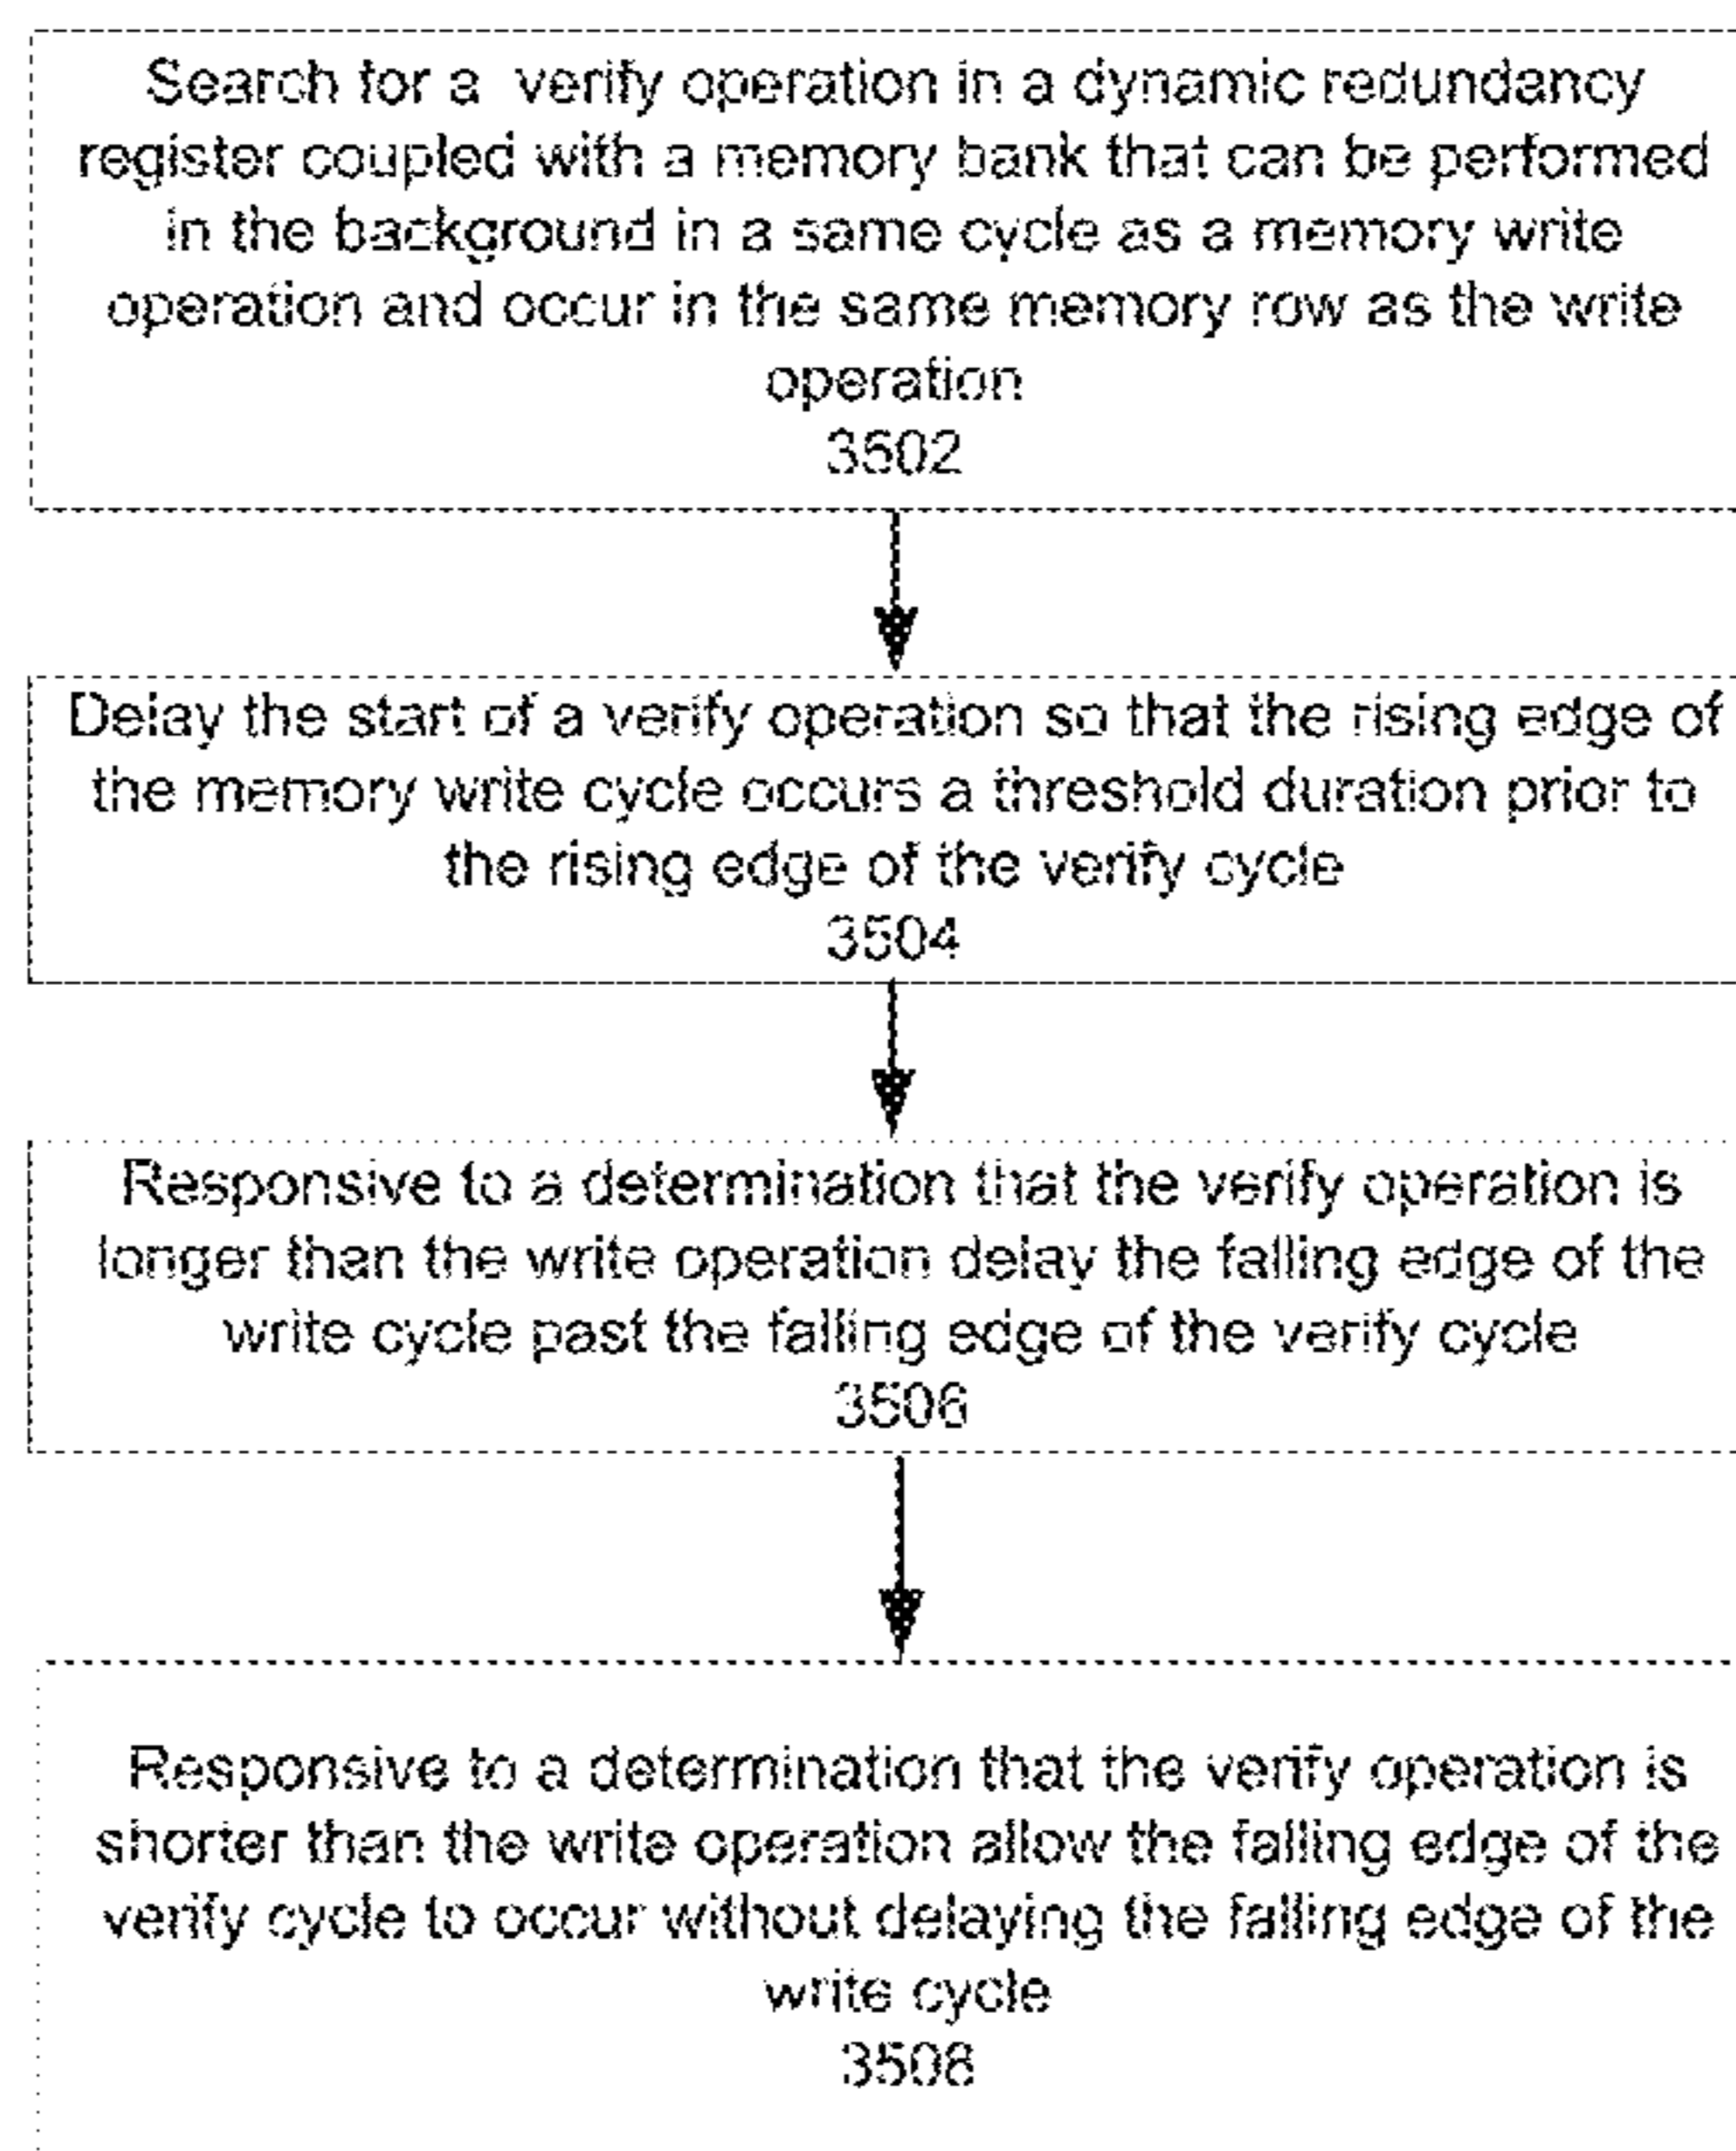 Search for a verify operation in a dynamic redundancy
register coupled with a memory bank that can be performed
in the background in a same cycle as a memory write
operation and occur in the same memory row as the write
operation
3502
Delay the start of a verify operation so that the rising edge of
the memory write cycle occurs a threshold duration prior to
the rising edge of the verify cycle
3504
Responsive to a determination that the verify operation is
longer than the write operation delay the falling edge of the
write cycle past the falling edge of the verify cycle
3506
Responsive to a determination that the verify operation is
shorter than the write operation allow the falling edge of the
verify cycle to occur without delaying the falling edge of the
write cycle
3508